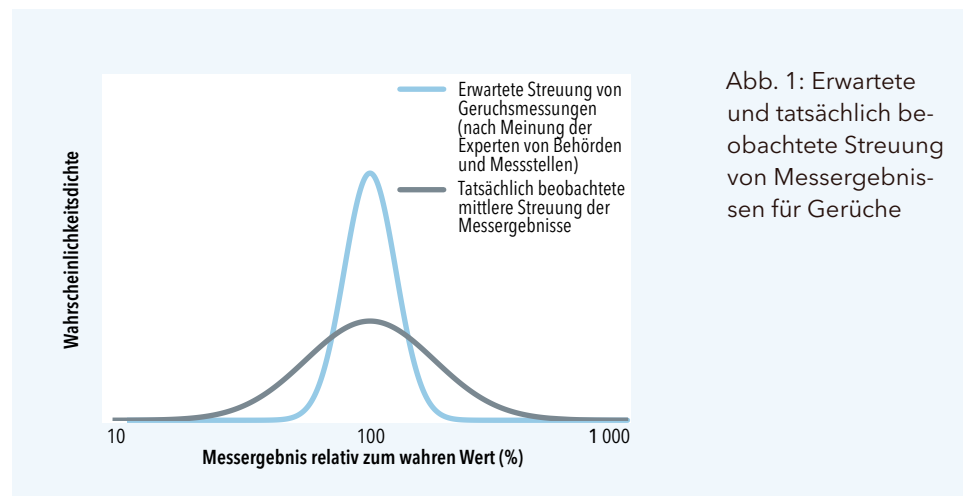 Erwartete Streuung von
Geruchsmessungen
(nach Meinung der
Experten von Behörden
und Messstellen)
Tatsächlich beobachtete
mittlere Streuung der
Messergebnisse
Wahrscheinlichkeitsdichte
10
100
1 000
Messergebnis relativ zum wahren Wert (%)
Abb. 1: Erwartete
und tatsächlich be-
obachtete Streuung
von Messergebnis-
sen für Gerüche